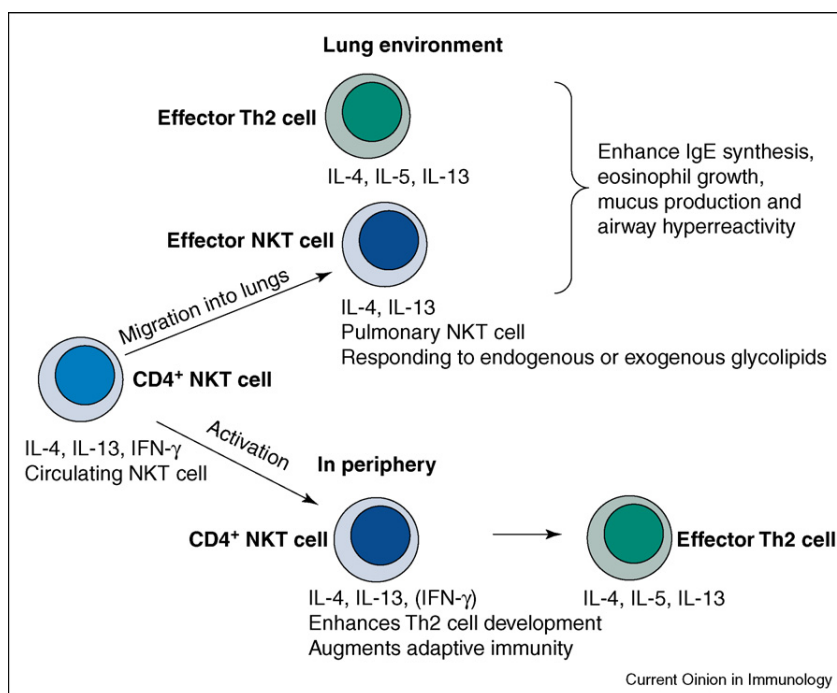 Lung environment
Effector Th2 cell
IL-4, IL-5, IL-13
Enhance IgE synthesis,
eosinophil growth,
mucus production and
airway hyperreactivity
Effector NKT cell
Migration into lungs
IL-4, IL-13
Pulmonary NKT cell
Responding to endogenous or exogenous glycolipids
CD4⁺ NKT cell
IL-4, IL-13, IFN-γ
Circulating NKT cell
Activation
In periphery
CD4⁺ NKT cell
Effector Th2 cell
IL-4, IL-13, (IFN-γ)
Enhances Th2 cell development
Augments adaptive immunity
IL-4, IL-5, IL-13
Current Oinion in Immunology